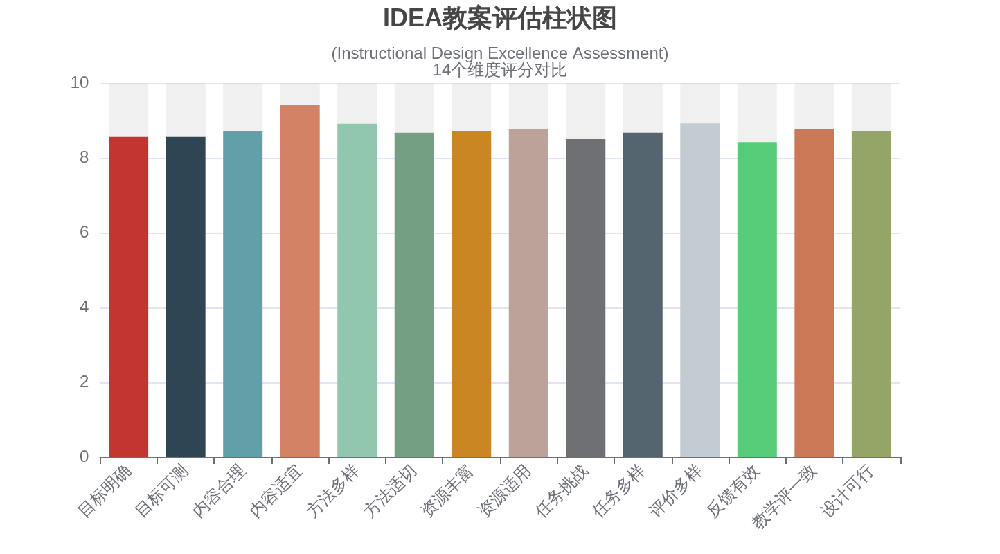 IDEA教案评估柱状图
(Instructional Design Excellence Assessment)
14个维度评分对比
10
8
6
4
2
0
目标明确
目标可测
内容合理
内容适宜
方法多样
方法适切
资源丰富
资源适用
任务挑战
任务多样
评价多样
反馈有效
教学评一致
设计可行